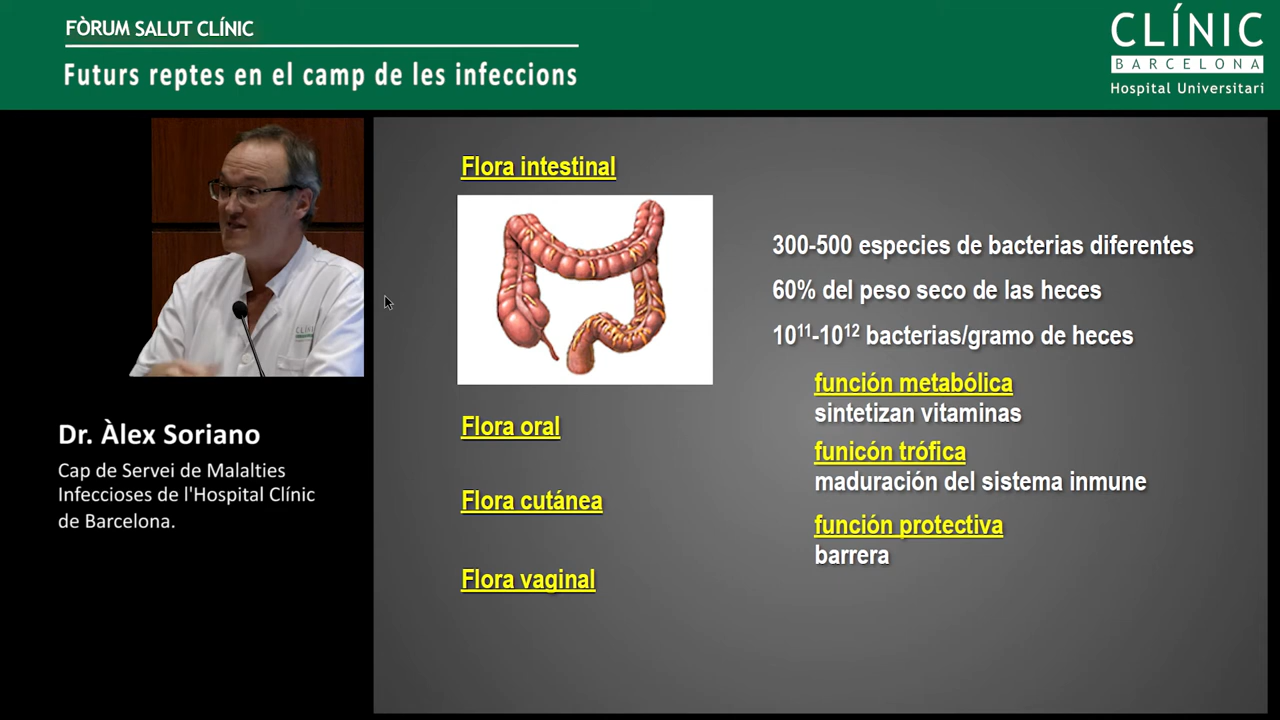 FÒRUM SALUT CLÍNIC
Futurs reptes en el camp de les infeccions
CLÍNIC
BARCELONA
Hospital Universitari
Dr. Àlex Soriano
Cap de Servei de Malalties
Infeccioses de l'Hospital Clínic
de Barcelona.
Flora intestinal
Flora oral
Flora cutánea
Flora vaginal
300-500 especies de bacterias diferentes
60% del peso seco de las heces
10¹¹-10¹² bacterias/gramo de heces
función metabólica
sintetizan vitaminas
funicón trófica
maduración del sistema inmune
función protectiva
barrera